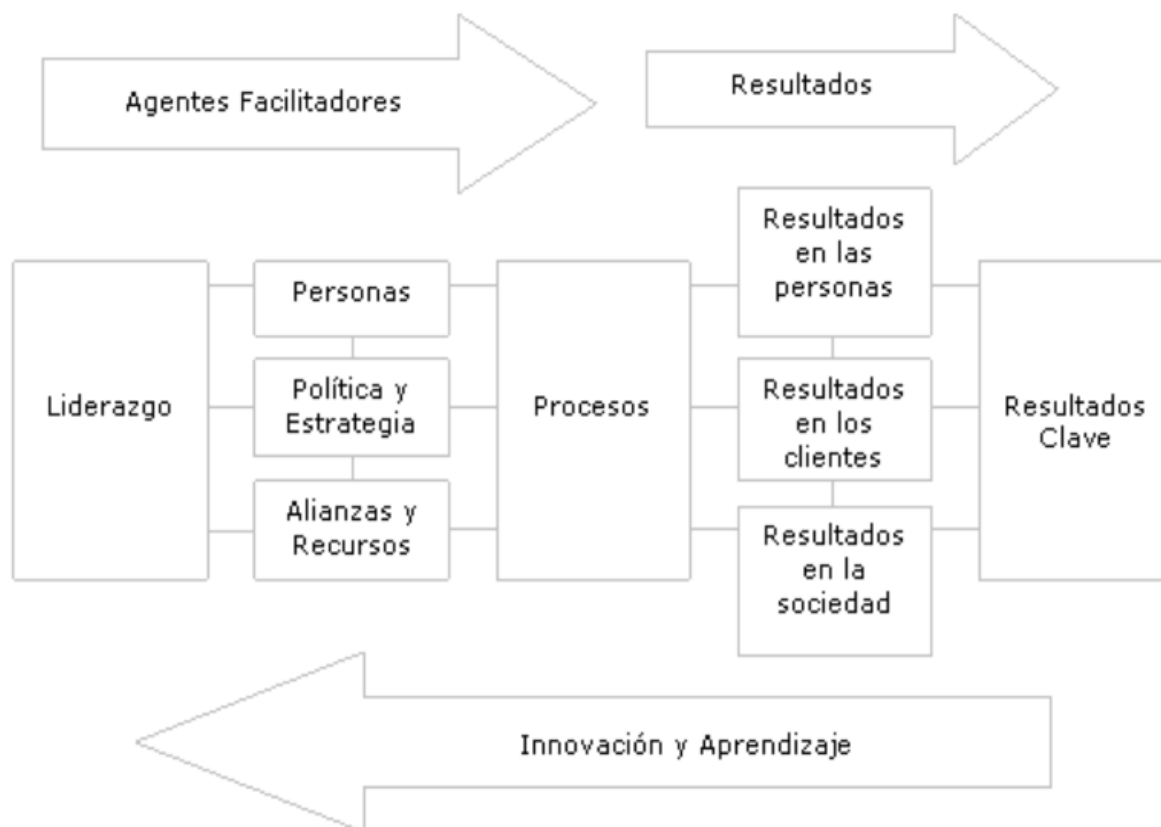 Agentes Facilitadores
Resultados
Liderazgo
Personas
Política y
Estrategia
Alianzas y
Recursos
Procesos
Resultados
en las
personas
Resultados
en los
clientes
Resultados
en la
sociedad
Resultados
Clave
Innovación y Aprendizaje